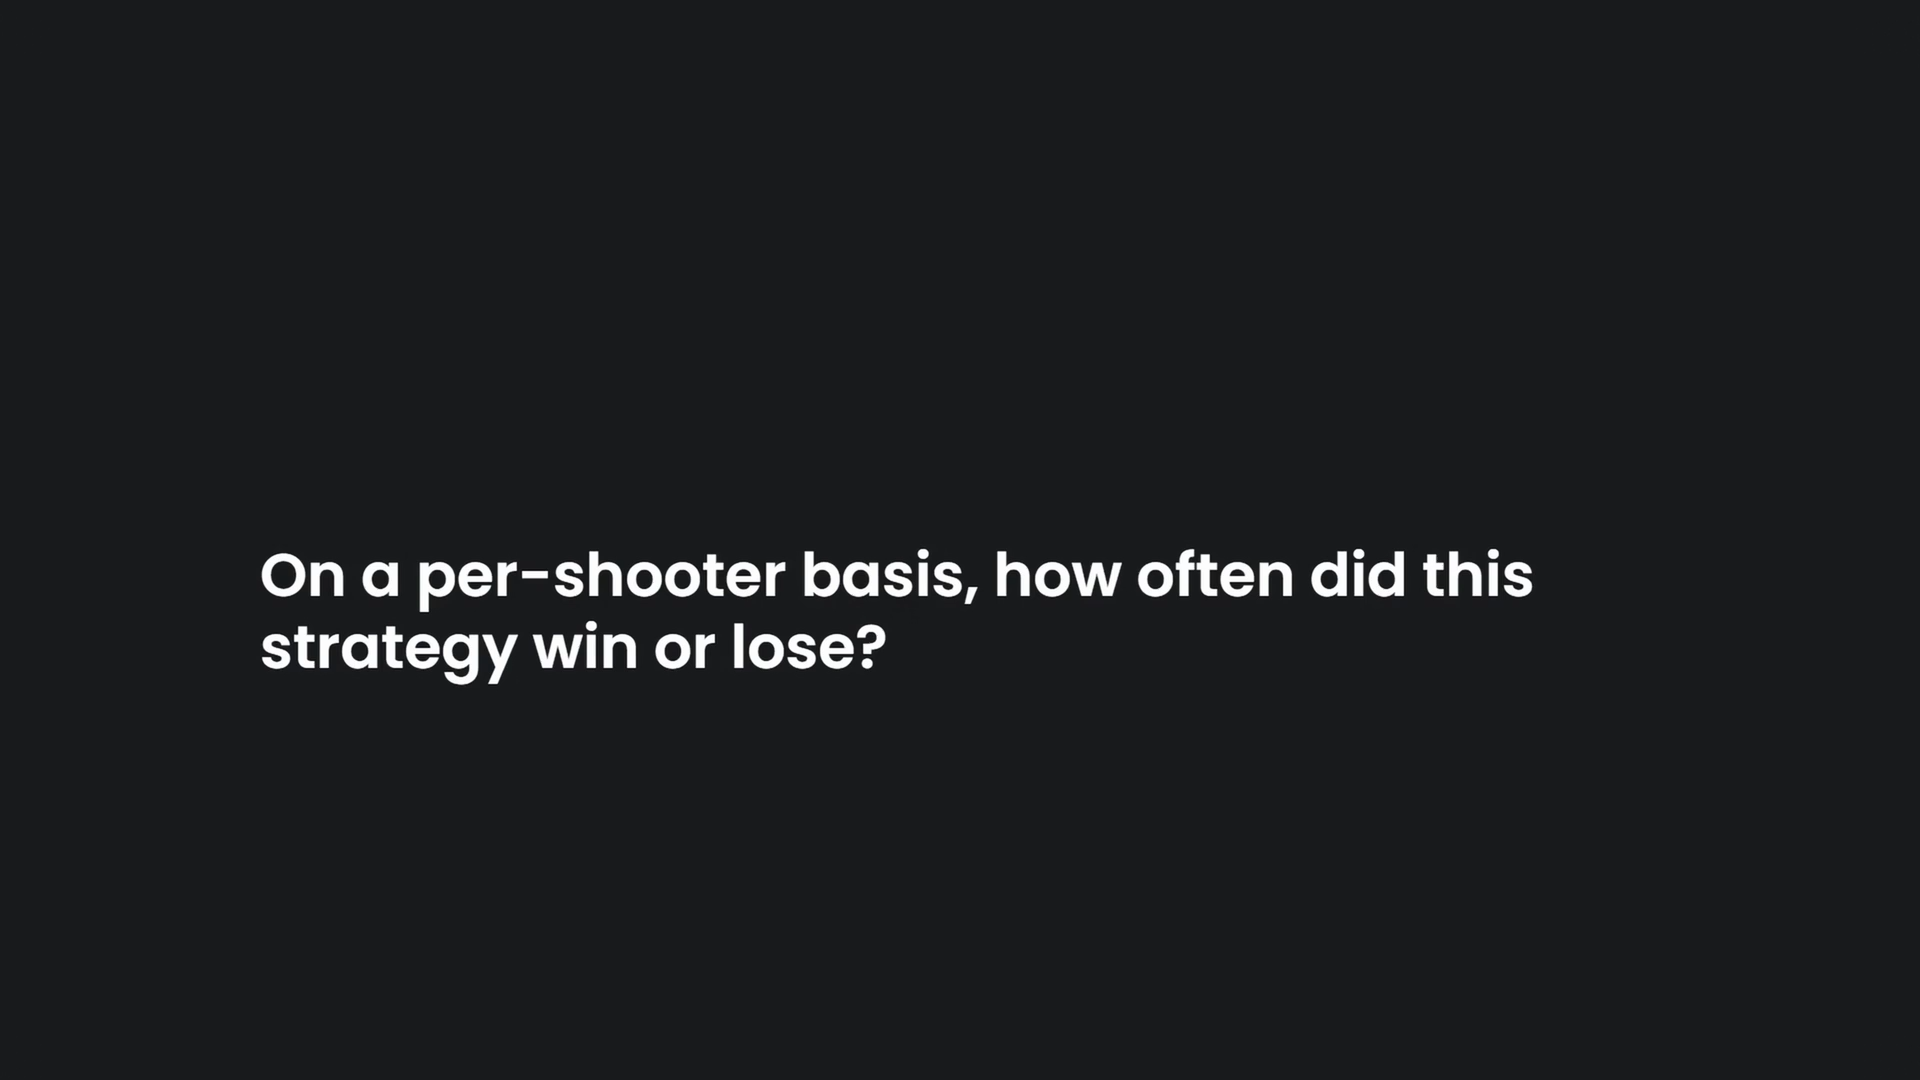 On a per-shooter basis, how often did this
strategy win or lose?